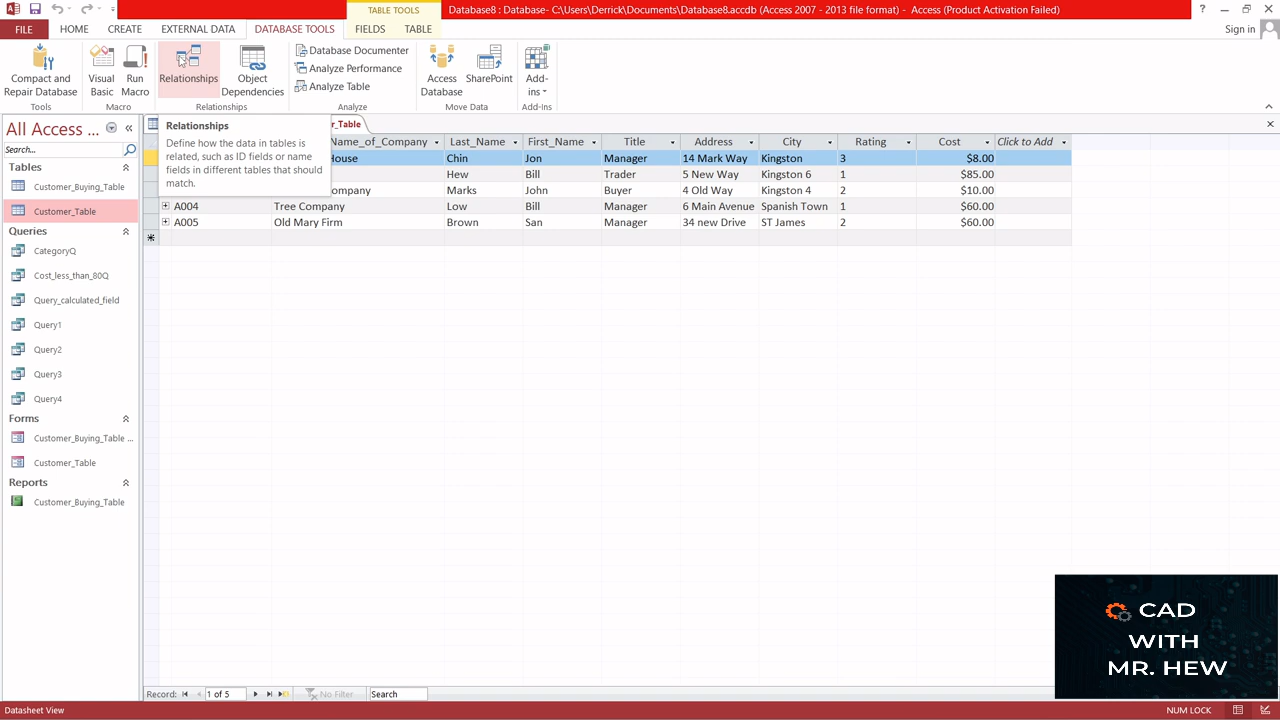 TABLE TOOLS
Database8 : Database- C:\Users\Derrick\Documents\Database8.accdb (Access 2007 - 2013 file format) - Access (Product Activation Failed)
FILE HOME CREATE EXTERNAL DATA DATABASE TOOLS FIELDS TABLE Sign in
Compact and Repair Database
Visual Basic
Run Macro
Relationships
Object Dependencies
Database Documenter
Analyze Performance
Analyze Table
Access Database
SharePoint
Add-ins
Tools Macro Relationships Analyze Move Data Add-Ins
All Access ...
Search...
Tables
Customer_Buying_Table
Customer_Table
Queries
CategoryQ
Cost_less_than_80Q
Query_calculated_field
Query1
Query2
Query3
Query4
Forms
Customer_Buying_Table ...
Customer_Table
Reports
Customer_Buying_Table
Relationships
Define how the data in tables is
related, such as ID fields or name
fields in different tables that should
match.
r_Table
Name_of_Company Last_Name First_Name Title Address City Rating Cost Click to Add
House Chin Jon Manager 14 Mark Way Kingston 3 $8.00
Hew Bill Trader 5 New Way Kingston 6 1 $85.00
ompany Marks John Buyer 4 Old Way Kingston 4 2 $10.00
A004 Tree Company Low Bill Manager 6 Main Avenue Spanish Town 1 $60.00
A005 Old Mary Firm Brown San Manager 34 new Drive ST James 2 $60.00
CAD
WITH
MR. HEW
Record: 1 of 5 No Filter Search
Datasheet View NUM LOCK